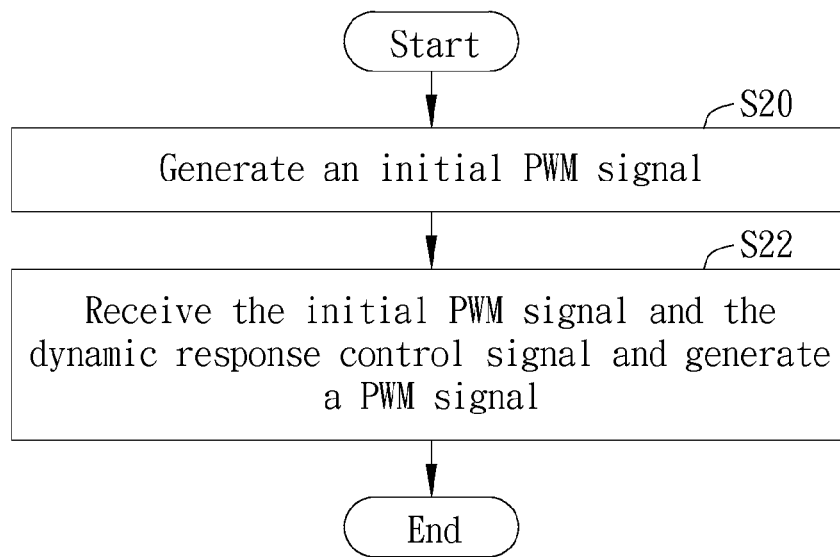 Start
S20
Generate an initial PWM signal
S22
Receive the initial PWM signal and the
dynamic response control signal and generate
a PWM signal
End